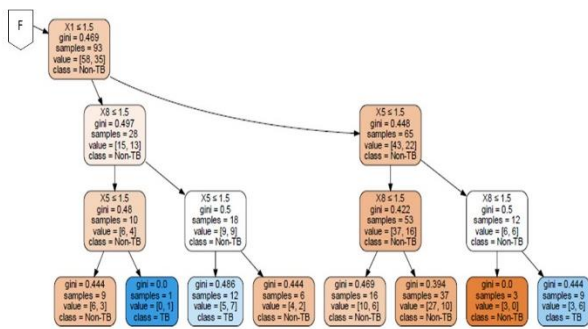 F
X1 ≤ 1.5
gini = 0.469
samples = 93
value = [58, 35]
class = Non-TB
X8 ≤ 1.5
gini = 0.497
samples = 28
value = [15, 13]
class = Non-TB
X5 ≤ 1.5
gini = 0.448
samples = 65
value = [43, 22]
class = Non-TB
X5 ≤ 1.5
gini = 0.48
samples = 10
value = [6, 4]
class = Non-TB
X5 ≤ 1.5
gini = 0.5
samples = 18
value = [9, 9]
class = Non-TB
X8 ≤ 1.5
gini = 0.422
samples = 53
value = [37, 16]
class = Non-TB
X8 ≤ 1.5
gini = 0.5
samples = 12
value = [6, 6]
class = Non-TB
gini = 0.444
samples = 9
value = [6, 3]
class = Non-TB
gini = 0.0
samples = 1
value = [0, 1]
class = TB
gini = 0.486
samples = 12
value = [5, 7]
class = TB
gini = 0.444
samples = 6
value = [4, 2]
class = Non-TB
gini = 0.469
samples = 16
value = [10, 6]
class = Non-TB
gini = 0.394
samples = 37
value = [27, 10]
class = Non-TB
gini = 0.0
samples = 3
value = [3, 0]
class = Non-TB
gini = 0.444
samples = 9
value = [3, 6]
class = TB